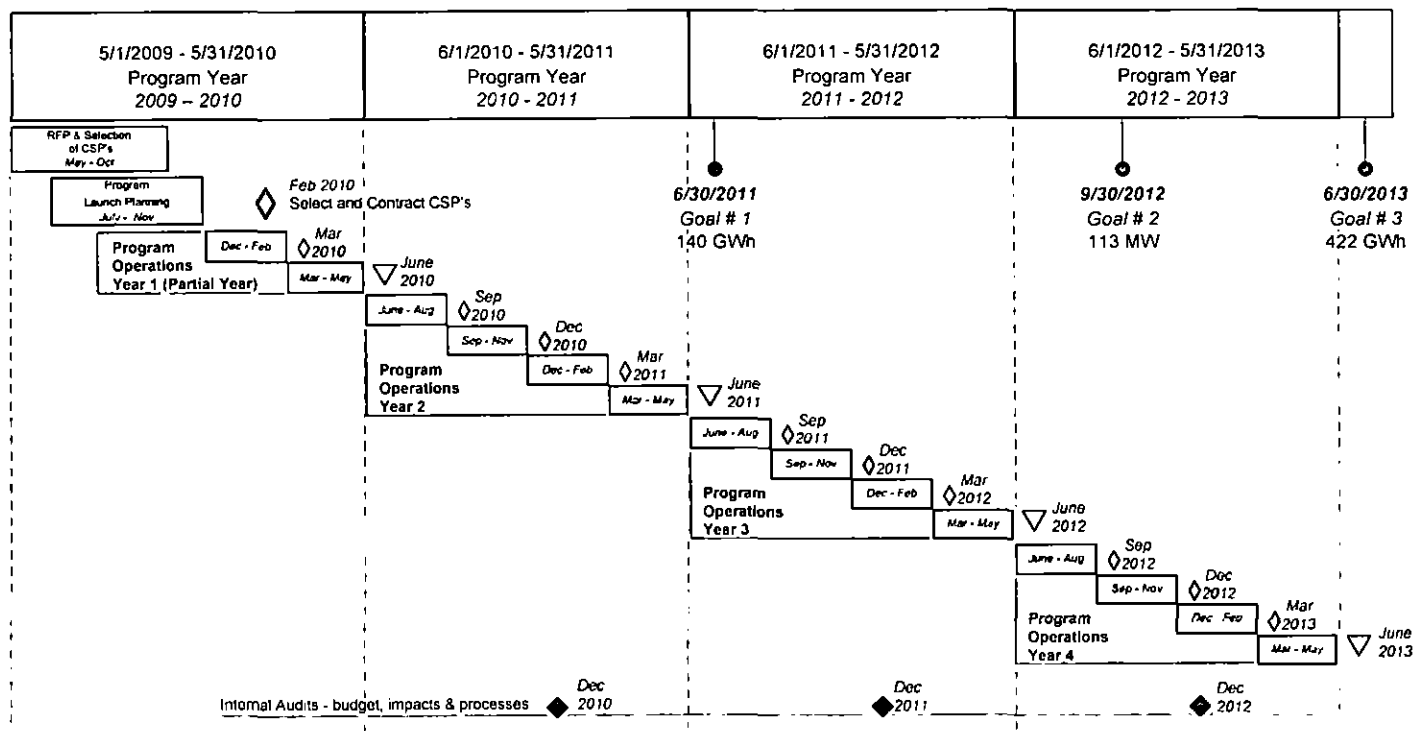 5/1/2009 - 5/31/2010
Program Year
2009 – 2010
6/1/2010 - 5/31/2011
Program Year
2010 - 2011
6/1/2011 - 5/31/2012
Program Year
2011 - 2012
6/1/2012 - 5/31/2013
Program Year
2012 - 2013
RFP & Selection
of CSP's
May - Oct
Program
Launch Planning
July - Nov
Feb 2010
Select and Contract CSP's
6/30/2011
Goal # 1
140 GWh
9/30/2012
Goal # 2
113 MW
6/30/2013
Goal # 3
422 GWh
Program
Operations
Year 1 (Partial Year)
Dec - Feb
Mar
2010
Mar - May
June
2010
June - Aug
Sep
2010
Sep - Nov
Dec
2010
Dec - Feb
Mar
2011
Mar - May
Program
Operations
Year 2
June
2011
June - Aug
Sep
2011
Sep - Nov
Dec
2011
Dec - Feb
Mar
2012
Mar - May
Program
Operations
Year 3
June
2012
June - Aug
Sep
2012
Sep - Nov
Dec
2012
Dec - Feb
Mar
2013
Mar - May
Program
Operations
Year 4
June
2013
Internal Audits - budget, impacts & processes
Dec
2010
Dec
2011
Dec
2012